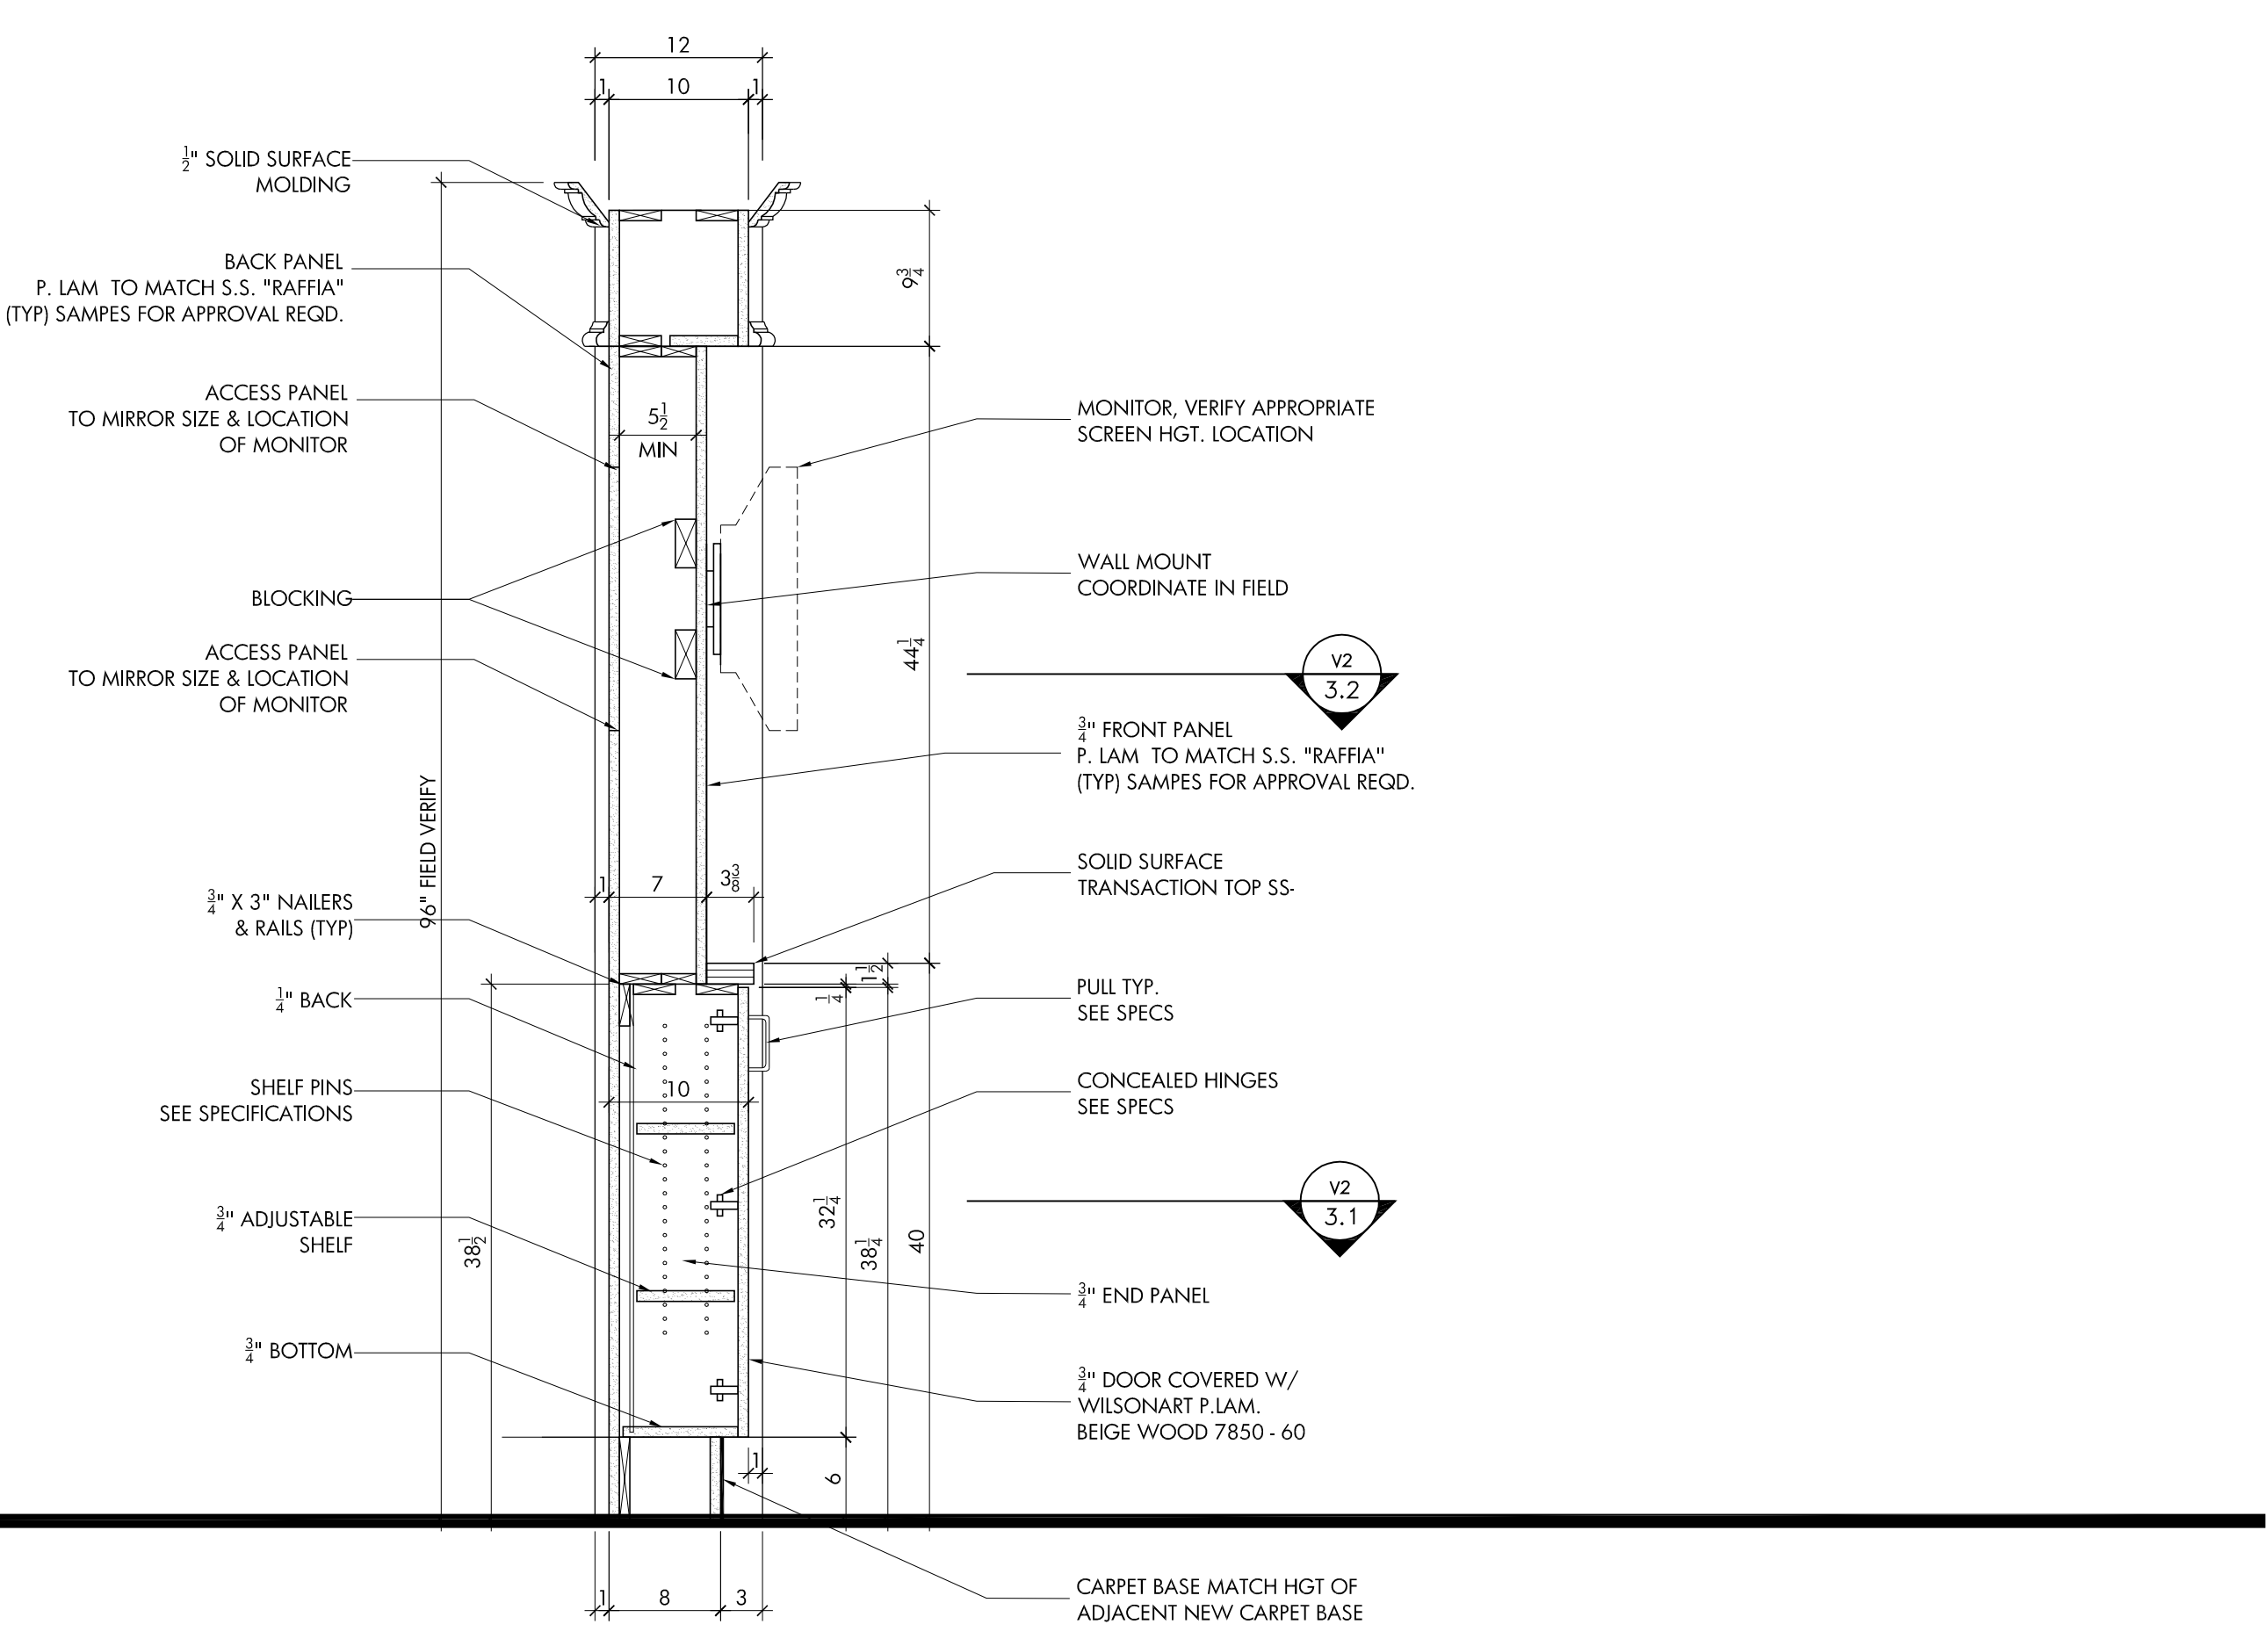 12
1 10 1
1/2" SOLID SURFACE
MOLDING
BACK PANEL
P. LAM TO MATCH S.S. "RAFFIA"
(TYP) SAMPES FOR APPROVAL REQD.
9 3/4
ACCESS PANEL
TO MIRROR SIZE & LOCATION
OF MONITOR
5 1/2
MIN
MONITOR, VERIFY APPROPRIATE
SCREEN HGT. LOCATION
WALL MOUNT
COORDINATE IN FIELD
BLOCKING
44 1/4
ACCESS PANEL
TO MIRROR SIZE & LOCATION
OF MONITOR
V2
3.2
3/4" FRONT PANEL
P. LAM TO MATCH S.S. "RAFFIA"
(TYP) SAMPES FOR APPROVAL REQD.
96" FIELD VERIFY
SOLID SURFACE
TRANSACTION TOP SS-
1 7 3 3/8
3/4" X 3" NAILERS
& RAILS (TYP)
1 1/2
1/4
1/4" BACK
PULL TYP.
SEE SPECS
SHELF PINS
SEE SPECIFICATIONS
10
CONCEALED HINGES
SEE SPECS
V2
3.1
3/4" ADJUSTABLE
SHELF
38 1/2
32 1/4
38 1/4
40
3/4" END PANEL
3/4" BOTTOM
3/4" DOOR COVERED W/
WILSONART P.LAM.
BEIGE WOOD 7850 - 60
1
6
1 8 3
CARPET BASE MATCH HGT OF
ADJACENT NEW CARPET BASE